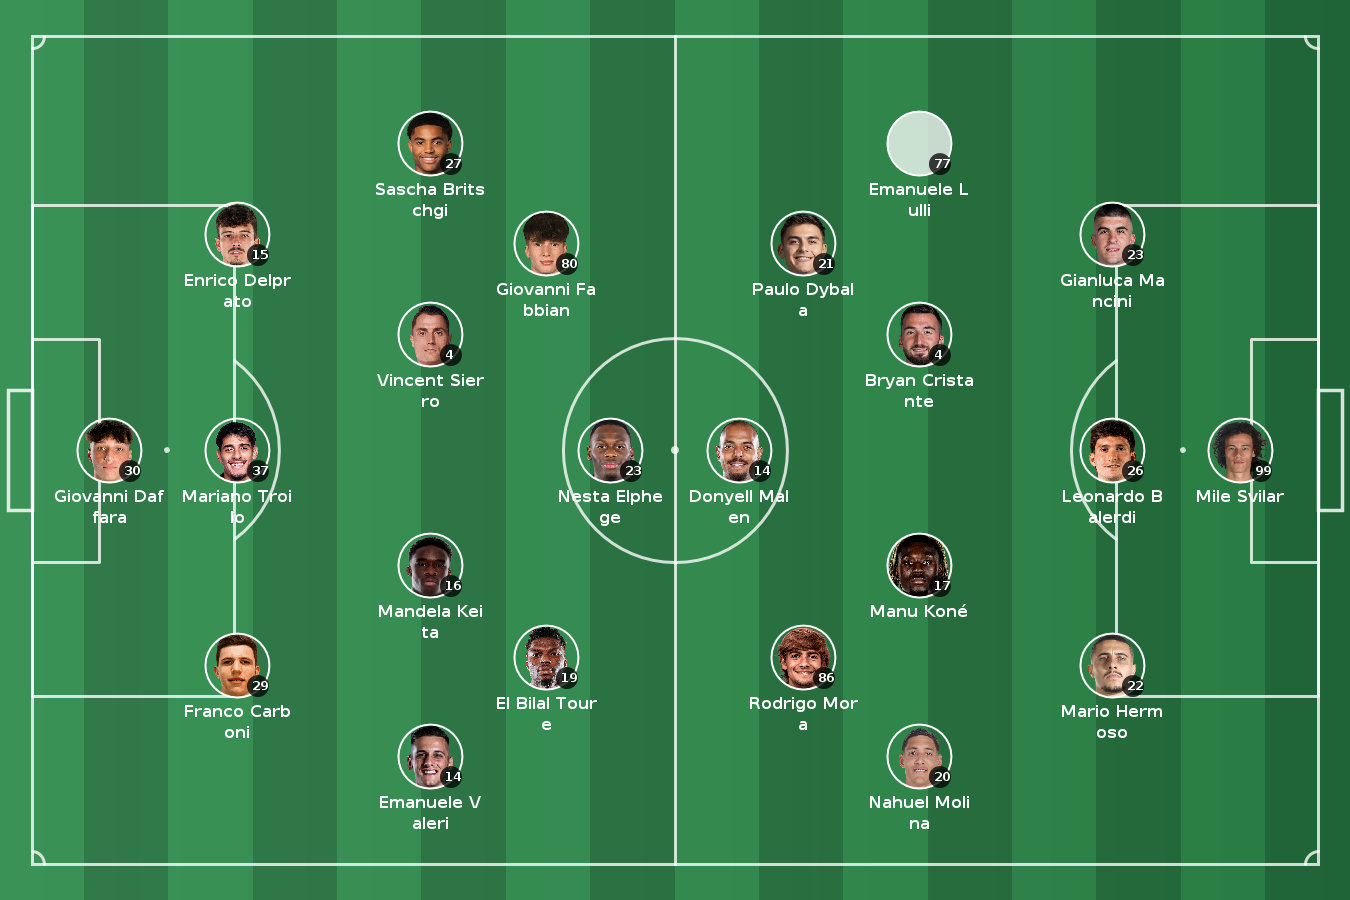 27
Sascha Brits
chgi
77
Emanuele L
ulli
15
Enrico Delpr
ato
80
Giovanni Fa
bbian
21
Paulo Dybal
a
23
Gianluca Ma
ncini
4
Vincent Sier
ro
4
Bryan Crista
nte
30
Giovanni Daf
fara
37
Mariano Troi
lo
23
Nesta Elphe
ge
14
Donyell Mal
en
26
Leonardo B
alerdi
99
Mile Svilar
16
Mandela Kei
ta
17
Manu Koné
29
Franco Carb
oni
19
El Bilal Tour
e
86
Rodrigo Mor
a
22
Mario Herm
oso
14
Emanuele V
aleri
20
Nahuel Moli
na